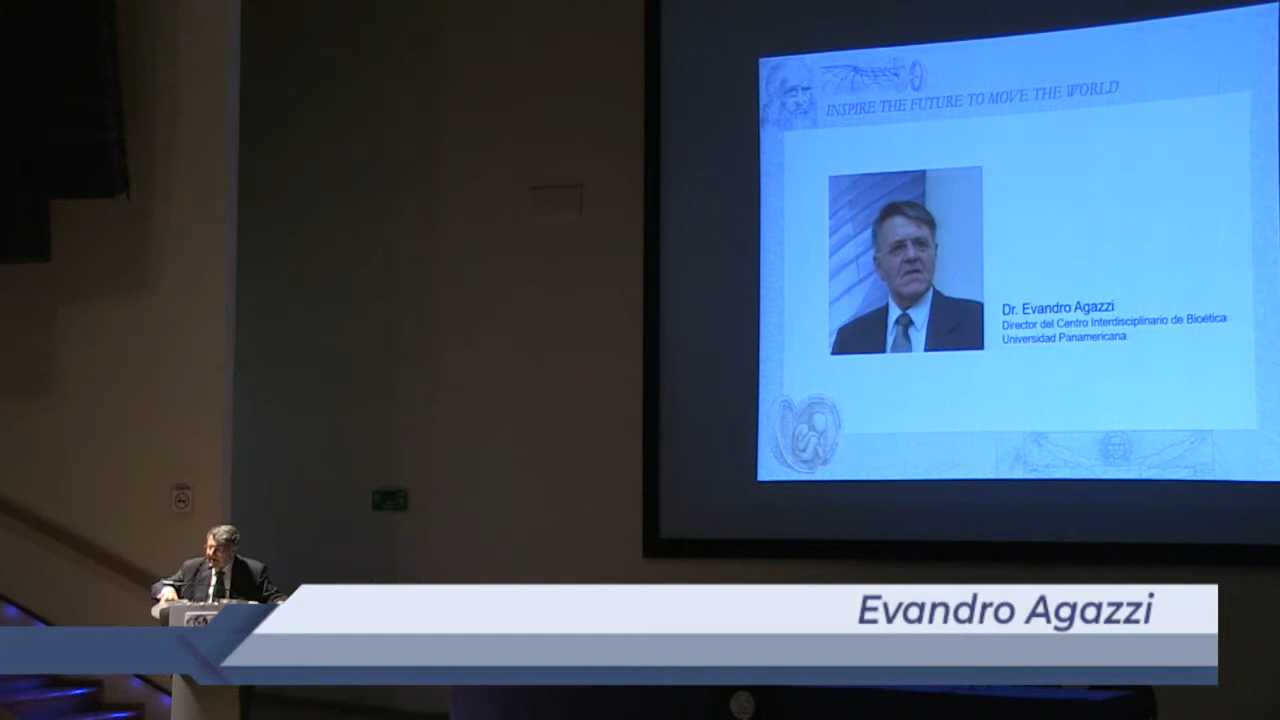 INSPIRE THE FUTURE TO MOVE THE WORLD
Dr. Evandro Agazzi
Director del Centro Interdisciplinario de Bioética
Universidad Panamericana
Evandro Agazzi